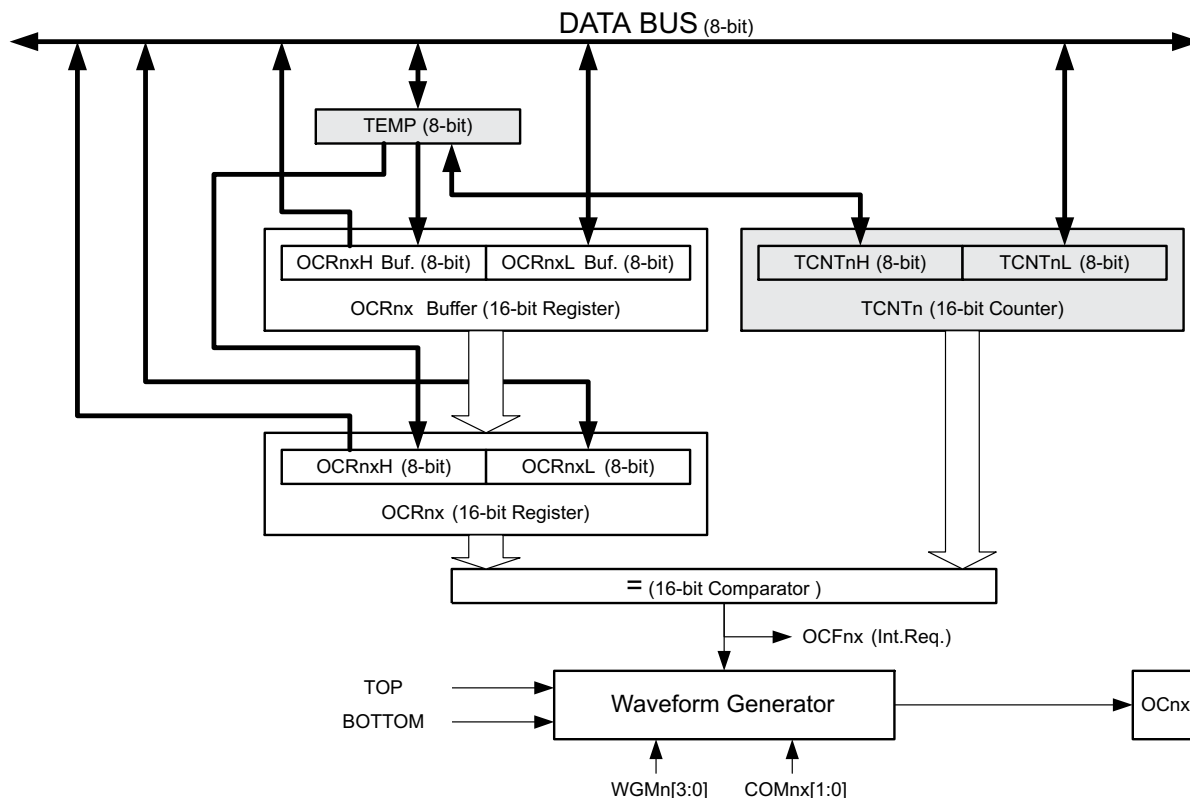 DATA BUS (8-bit)
TEMP (8-bit)
OCRnxH Buf. (8-bit)
OCRnxL Buf. (8-bit)
TCNTnH (8-bit)
TCNTnL (8-bit)
OCRnx Buffer (16-bit Register)
TCNTn (16-bit Counter)
OCRnxH (8-bit)
OCRnxL (8-bit)
OCRnx (16-bit Register)
= (16-bit Comparator )
OCFnx (Int.Req.)
TOP
BOTTOM
Waveform Generator
OCnx
WGMn[3:0]
COMnx[1:0]